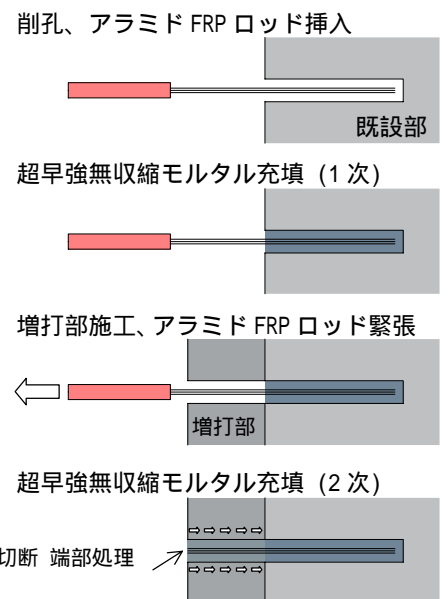 削孔、アラミド FRP ロッド挿入
既設部
超早強無収縮モルタル充填 (1 次)
増打部施工、アラミド FRP ロッド緊張
増打部
超早強無収縮モルタル充填 (2 次)
切断 端部処理